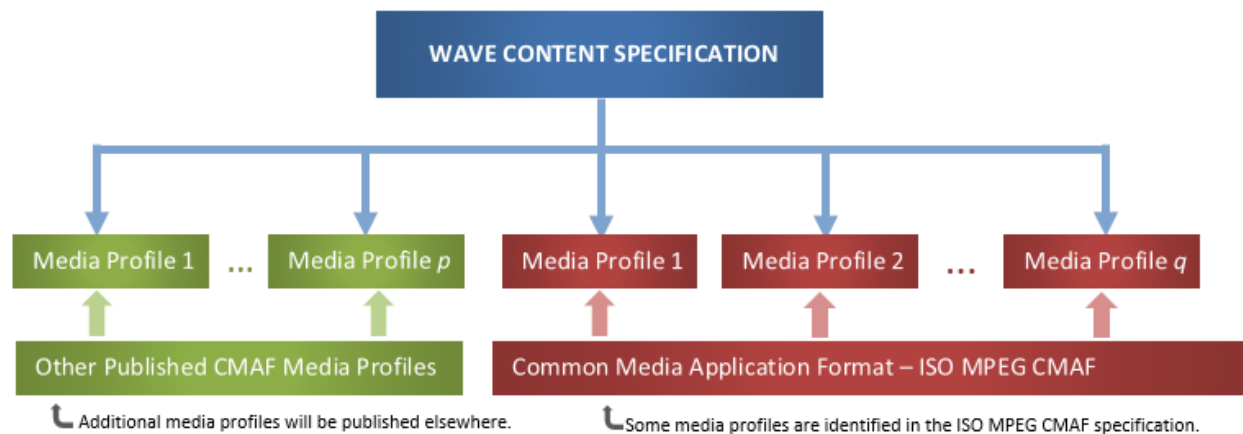 WAVE CONTENT SPECIFICATION
Media Profile 1 ... Media Profile p Media Profile 1 Media Profile 2 ... Media Profile q
Other Published CMAF Media Profiles Common Media Application Format – ISO MPEG CMAF
Additional media profiles will be published elsewhere. Some media profiles are identified in the ISO MPEG CMAF specification.